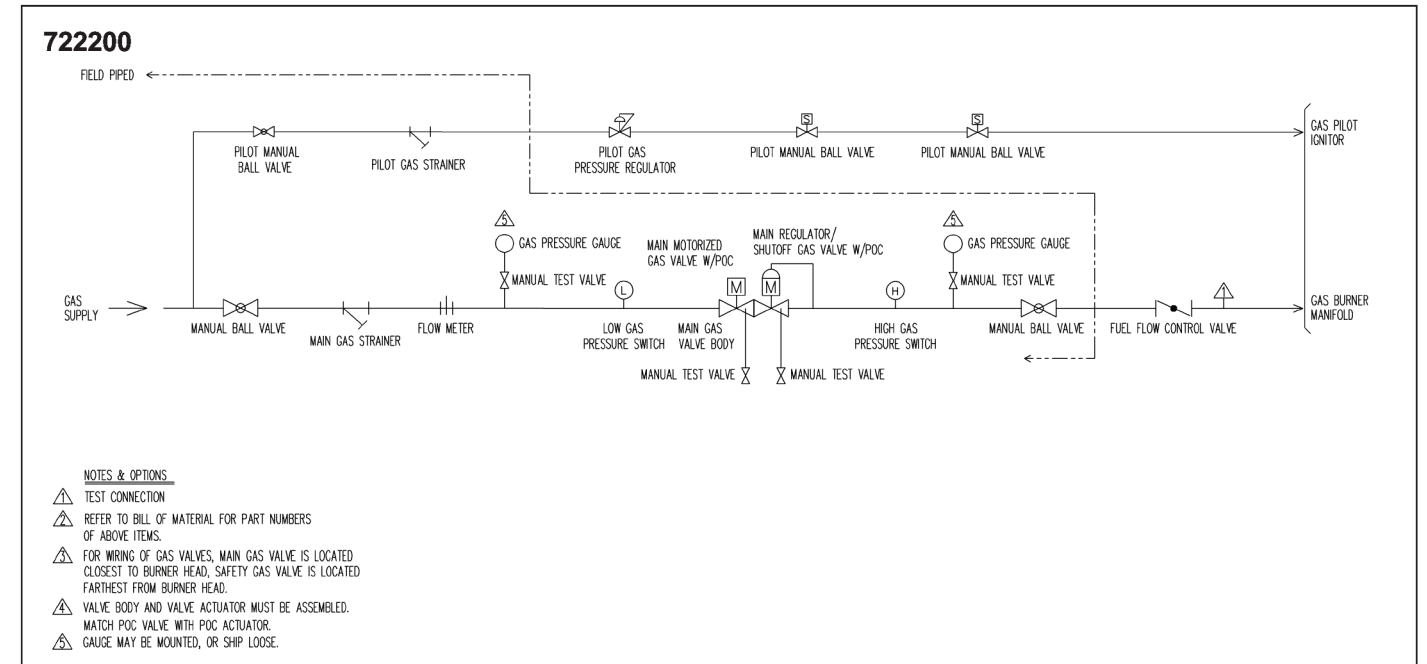 722200
FIELD PIPED
PILOT MANUAL
BALL VALVE
PILOT GAS STRAINER
PILOT GAS
PRESSURE REGULATOR
S
PILOT MANUAL BALL VALVE
S
PILOT MANUAL BALL VALVE
GAS PILOT
IGNITOR
5
GAS PRESSURE GAUGE
MANUAL TEST VALVE
MAIN MOTORIZED
GAS VALVE W/POC
MAIN REGULATOR/
SHUTOFF GAS VALVE W/POC
5
GAS PRESSURE GAUGE
MANUAL TEST VALVE
GAS
SUPPLY
MANUAL BALL VALVE
MAIN GAS STRAINER
FLOW METER
L
LOW GAS
PRESSURE SWITCH
M
M
MAIN GAS
VALVE BODY
H
HIGH GAS
PRESSURE SWITCH
MANUAL BALL VALVE
1
FUEL FLOW CONTROL VALVE
GAS BURNER
MANIFOLD
MANUAL TEST VALVE
MANUAL TEST VALVE
NOTES & OPTIONS
1 TEST CONNECTION
2 REFER TO BILL OF MATERIAL FOR PART NUMBERS
OF ABOVE ITEMS.
3 FOR WIRING OF GAS VALVES, MAIN GAS VALVE IS LOCATED
CLOSEST TO BURNER HEAD, SAFETY GAS VALVE IS LOCATED
FARTHEST FROM BURNER HEAD.
4 VALVE BODY AND VALVE ACTUATOR MUST BE ASSEMBLED.
MATCH POC VALVE WITH POC ACTUATOR.
5 GAUGE MAY BE MOUNTED, OR SHIP LOOSE.